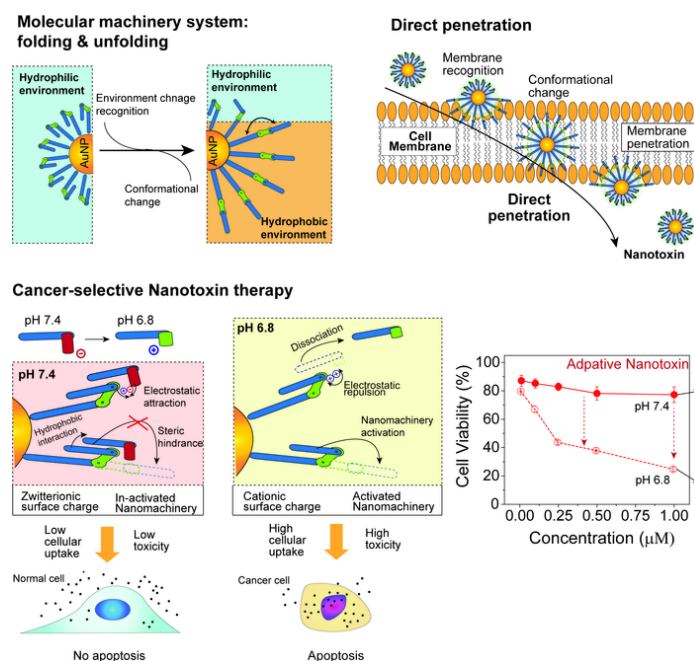 Molecular machinery system:
folding & unfolding
Hydrophilic
environment
Environment chnage
recognition
AuNP
Conformational
change
Hydrophilic
environment
AuNP
Hydrophobic
environment
Direct penetration
Membrane
recognition
Conformational
change
Cell
Membrane
Membrane
penetration
Direct
penetration
Nanotoxin
Cancer-selective Nanotoxin therapy
pH 7.4
pH 6.8
pH 7.4
Electrostatic
attraction
Hydrophobic
interaction
Steric
hindrance
Zwitterionic
surface charge
In-activated
Nanomachinery
Low
cellular
uptake
Low
toxicity
Normal cell
No apoptosis
pH 6.8
Dissociation
Electrostatic
repulsion
Nanomachinery
activation
Cationic
surface charge
Activated
Nanomachinery
High
cellular
uptake
High
toxicity
Cancer cell
Apoptosis
Adpative Nanotoxin
pH 7.4
pH 6.8
Cell Viability (%)
100
80
60
40
20
0
0.00
0.25
0.50
0.75
1.00
Concentration (μM)